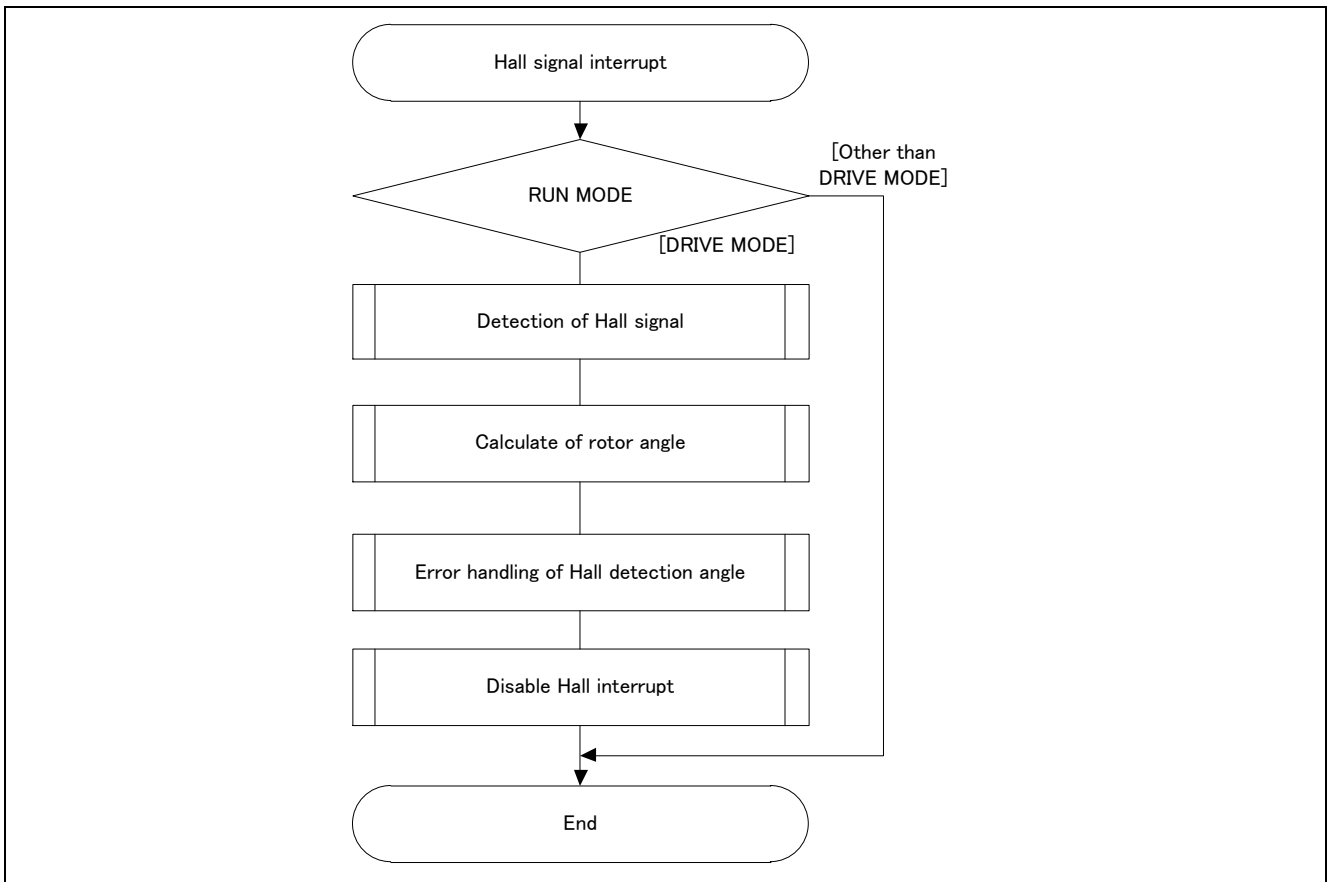 Hall signal interrupt
[Other than
DRIVE MODE]
RUN MODE
[DRIVE MODE]
Detection of Hall signal
Calculate of rotor angle
Error handling of Hall detection angle
Disable Hall interrupt
End